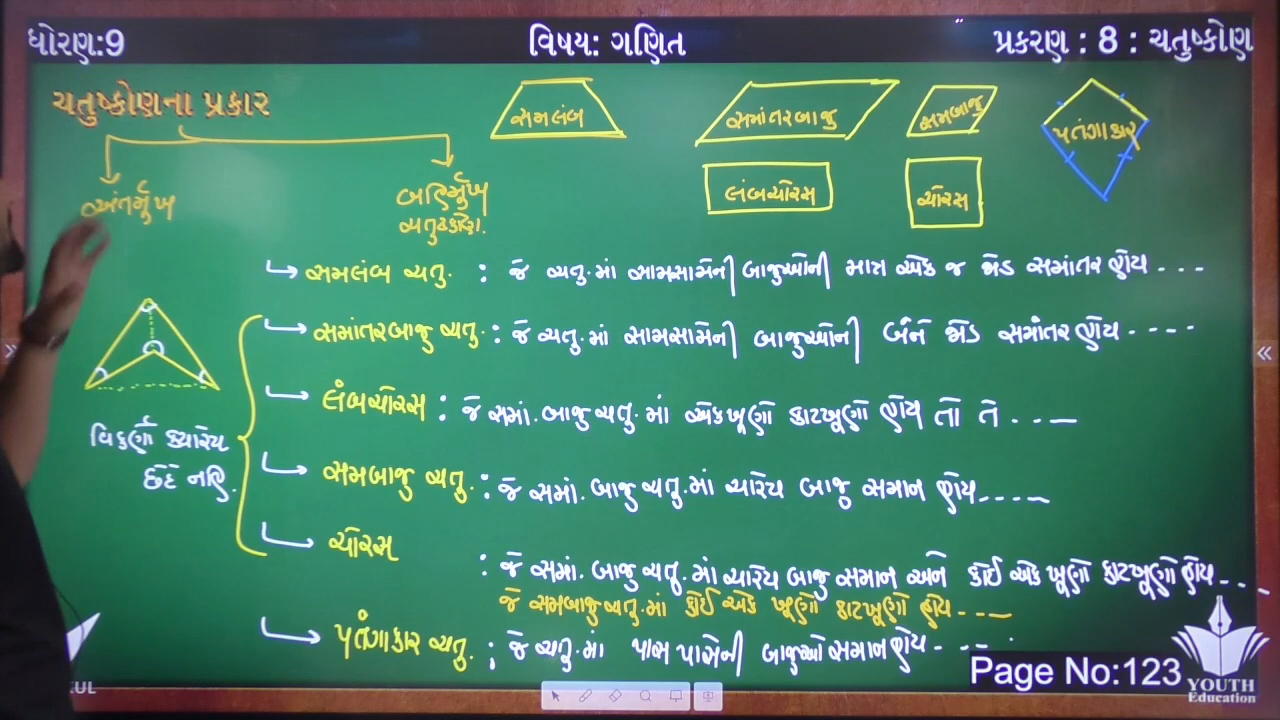 ધોરણ:9
વિષય: ગણિત
પ્રકરણ : 8 : ચતુષ્કોણ
ચતુષ્કોણના પ્રકાર
અંતર્મુખ
બહિર્મુખ
ચતુષ્કોણ.
સમલંબ
સમાંતરબાજુ
સમબાજુ
પતંગાકાર
લંબચોરસ
ચોરસ
સમલંબ ચતુ. : જે ચતુ.માં સામસામેની બાજુઓની માત્ર એક જ જોડ સમાંતર હોય ...
સમાંતરબાજુ ચતુ. : જે ચતુ.માં સામસામેની બાજુઓની બંને જોડ સમાંતર હોય ....
લંબચોરસ : જે સમાં. બાજુ ચતુ. માં એકખૂણો કાટખૂણો હોય તો તે ...
સમબાજુ ચતુ. : જે સમાં. બાજુ ચતુ.માં ચારેય બાજુ સમાન હોય....
ચોરસ : જે સમાં. બાજુ ચતુ. માં ચારેય બાજુ સમાન અને કોઈ એક ખૂણો કાટખૂણો હોય...
જે સમબાજુ ચતુ.માં કોઈ એક ખૂણો કાટખૂણો હોય ...
પતંગાકાર ચતુ. : જે ચતુ.માં પાસ પાસેની બાજુઓ સમાન હોય ...
વિકર્ણો ક્યારેય
છેદે નહિ.
Page No:123
YOUTH
Education
KUL